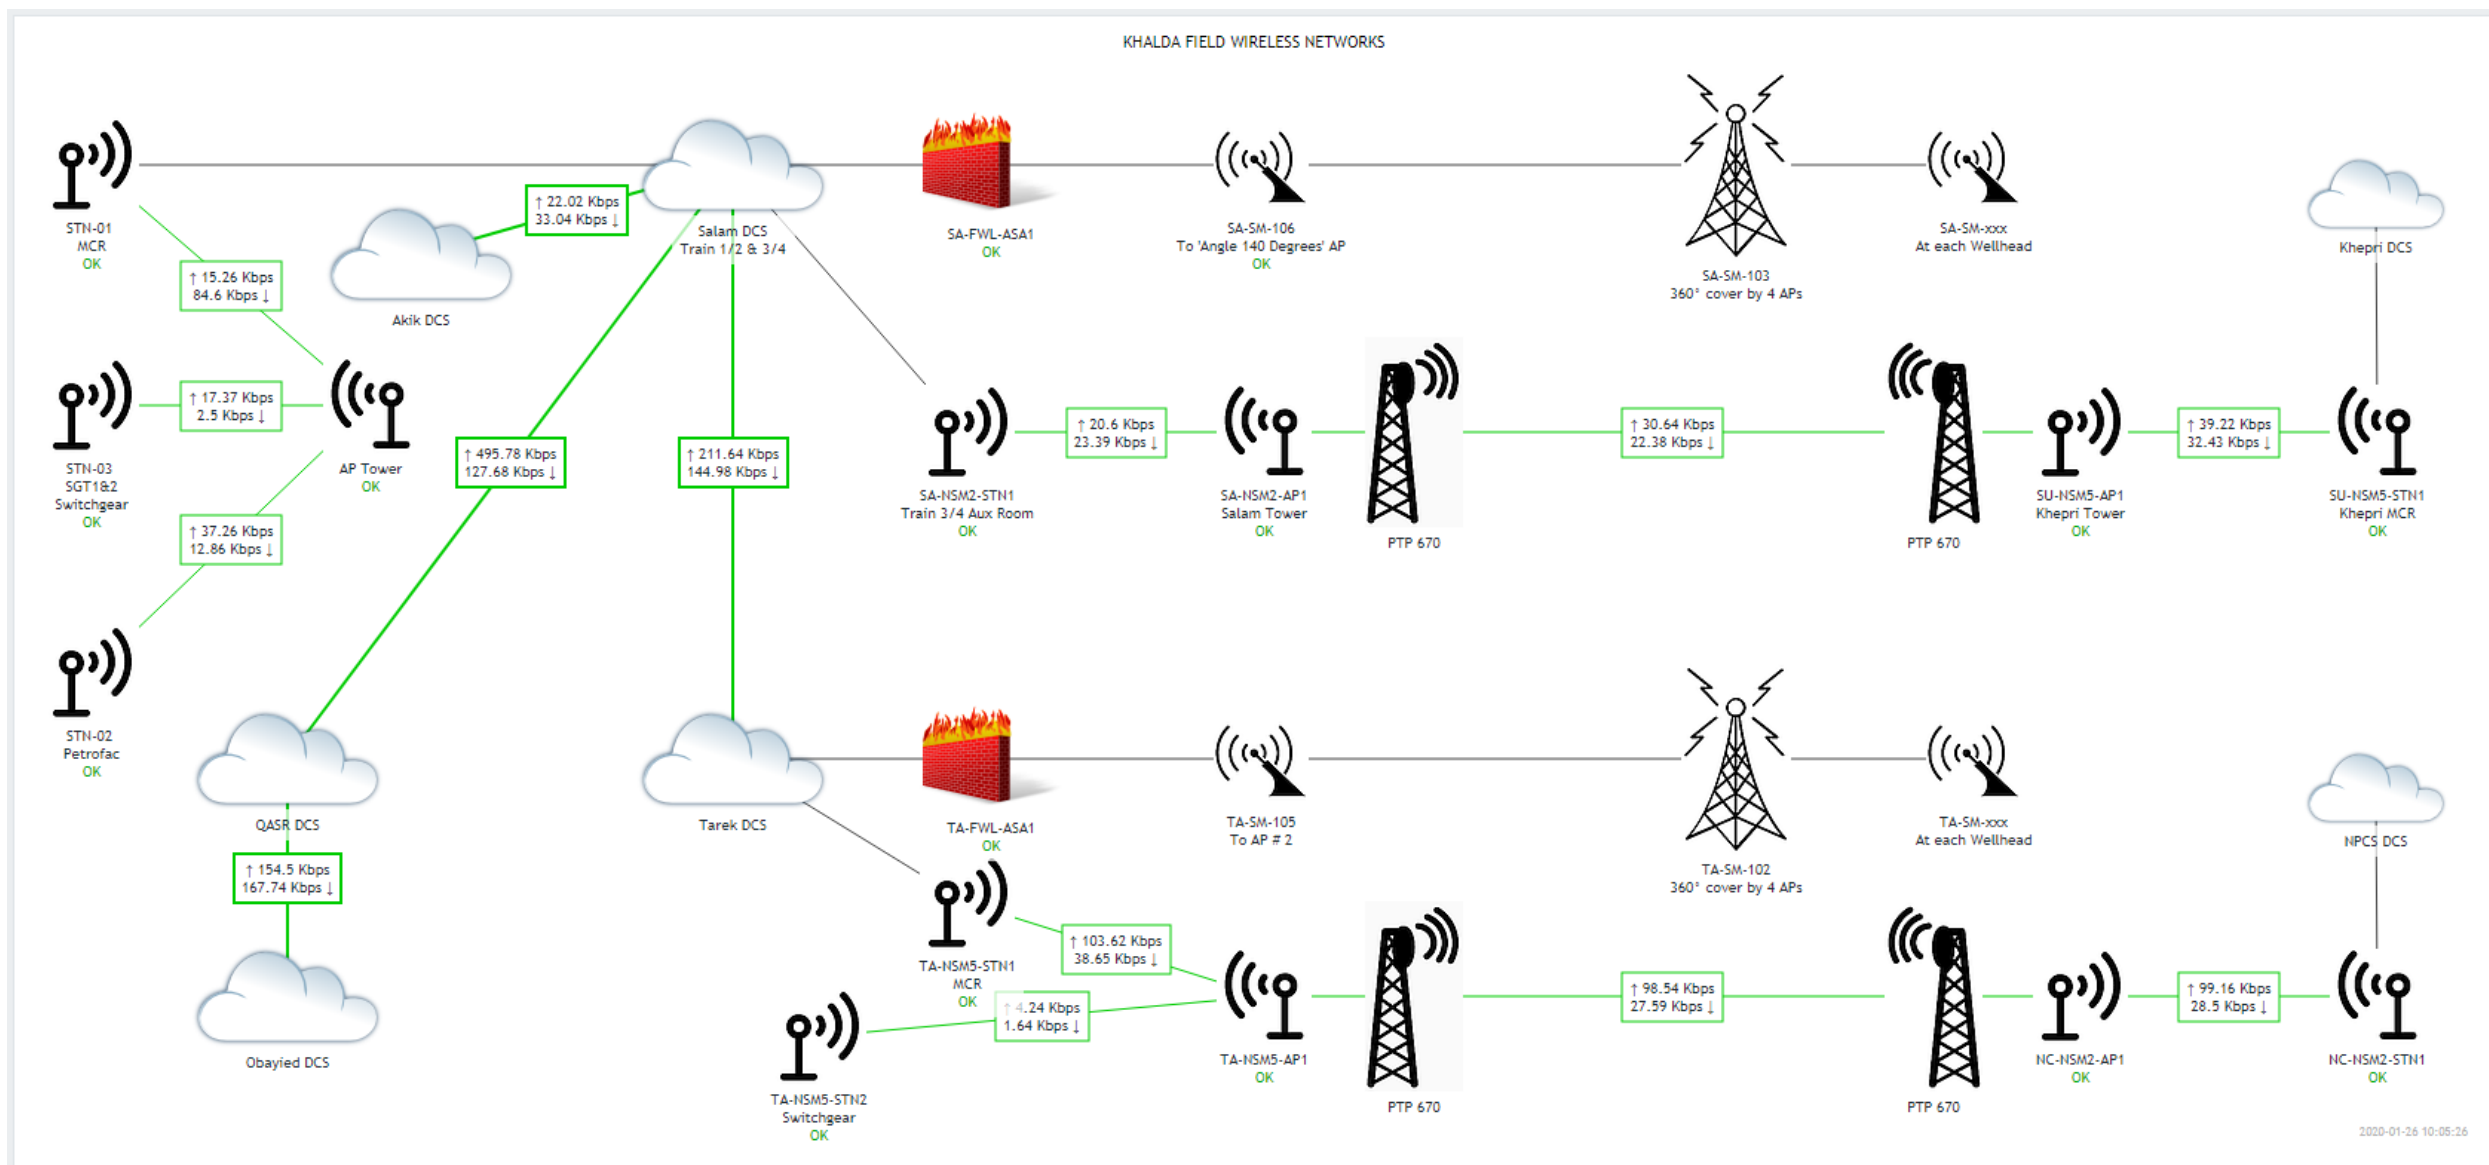 KHALDA FIELD WIRELESS NETWORKS
STN-01
MCR
OK
↑ 22.02 Kbps
33.04 Kbps ↓
Akik DCS
Salam DCS
Train 1/2 & 3/4
SA-FWL-ASA1
OK
SA-SM-106
To 'Angle 140 Degrees' AP
OK
SA-SM-103
360° cover by 4 APs
SA-SM-xxx
At each Wellhead
Khepri DCS
↑ 15.26 Kbps
84.6 Kbps ↓
STN-03
SGT1&2
Switchgear
OK
↑ 17.37 Kbps
2.5 Kbps ↓
AP Tower
OK
↑ 495.78 Kbps
127.68 Kbps ↓
↑ 211.64 Kbps
144.98 Kbps ↓
SA-NSM2-STN1
Train 3/4 Aux Room
OK
↑ 20.6 Kbps
23.39 Kbps ↓
SA-NSM2-AP1
Salam Tower
OK
PTP 670
↑ 30.64 Kbps
22.38 Kbps ↓
PTP 670
SU-NSM5-AP1
Khepri Tower
OK
↑ 39.22 Kbps
32.43 Kbps ↓
SU-NSM5-STN1
Khepri MCR
OK
↑ 37.26 Kbps
12.86 Kbps ↓
STN-02
Petrofac
OK
QASR DCS
Tarek DCS
TA-FWL-ASA1
OK
TA-SM-105
To AP # 2
TA-SM-102
360° cover by 4 APs
TA-SM-xxx
At each Wellhead
NPCS DCS
↑ 154.5 Kbps
167.74 Kbps ↓
Obayied DCS
TA-NSM5-STN1
MCR
OK
↑ 103.62 Kbps
38.65 Kbps ↓
↑ 4.24 Kbps
1.64 Kbps ↓
TA-NSM5-STN2
Switchgear
OK
TA-NSM5-AP1
OK
PTP 670
↑ 98.54 Kbps
27.59 Kbps ↓
PTP 670
NC-NSM2-AP1
OK
↑ 99.16 Kbps
28.5 Kbps ↓
NC-NSM2-STN1
OK
2020-01-26 10:05:26